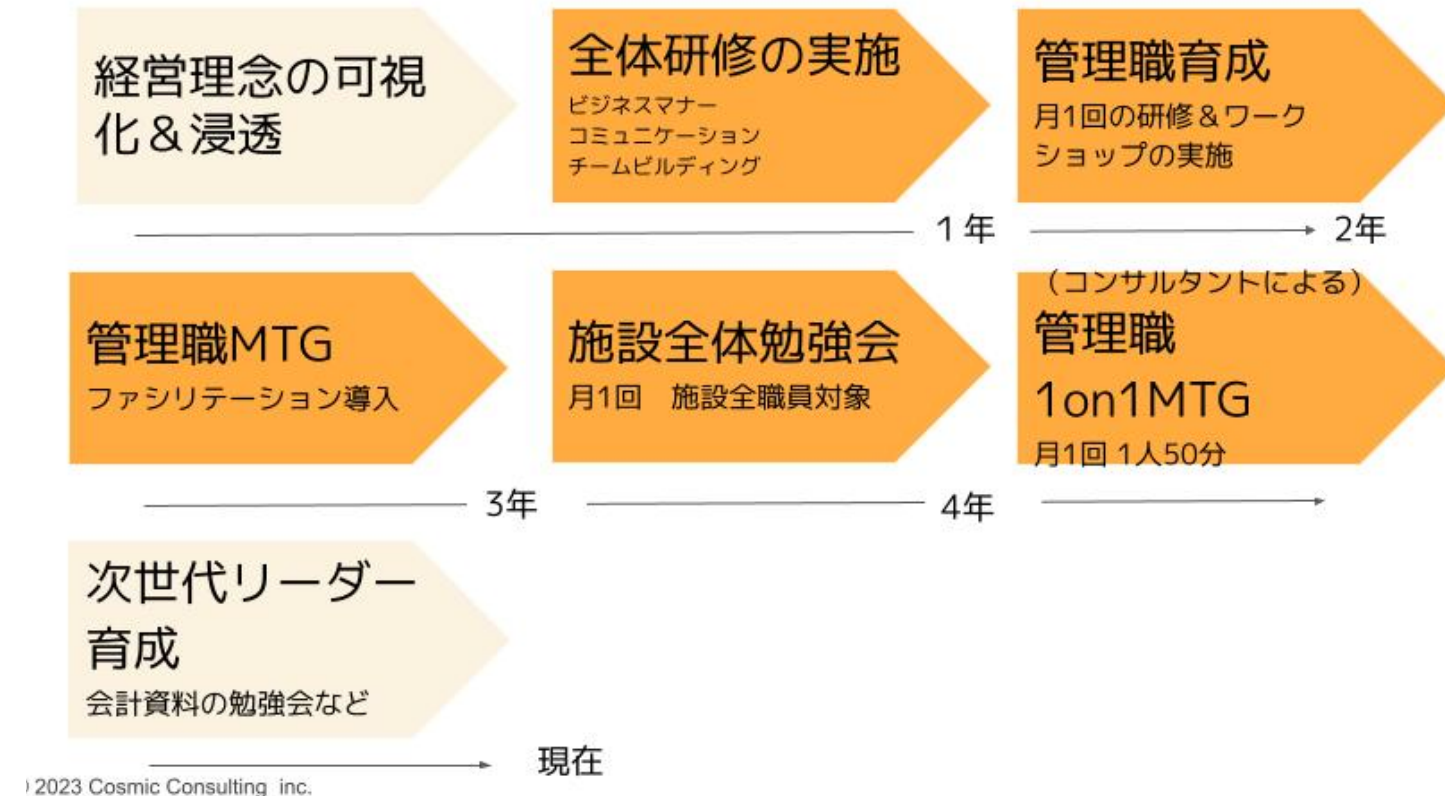 経営理念の可視
化＆浸透
全体研修の実施
ビジネスマナー
コミュニケーション
チームビルディング
管理職育成
月1回の研修＆ワーク
ショップの実施
1年
2年
管理職MTG
ファシリテーション導入
施設全体勉強会
月1回　施設全職員対象
（コンサルタントによる）
管理職
1on1MTG
月1回 1人50分
3年
4年
次世代リーダー
育成
会計資料の勉強会など
現在
2023 Cosmic Consulting inc.